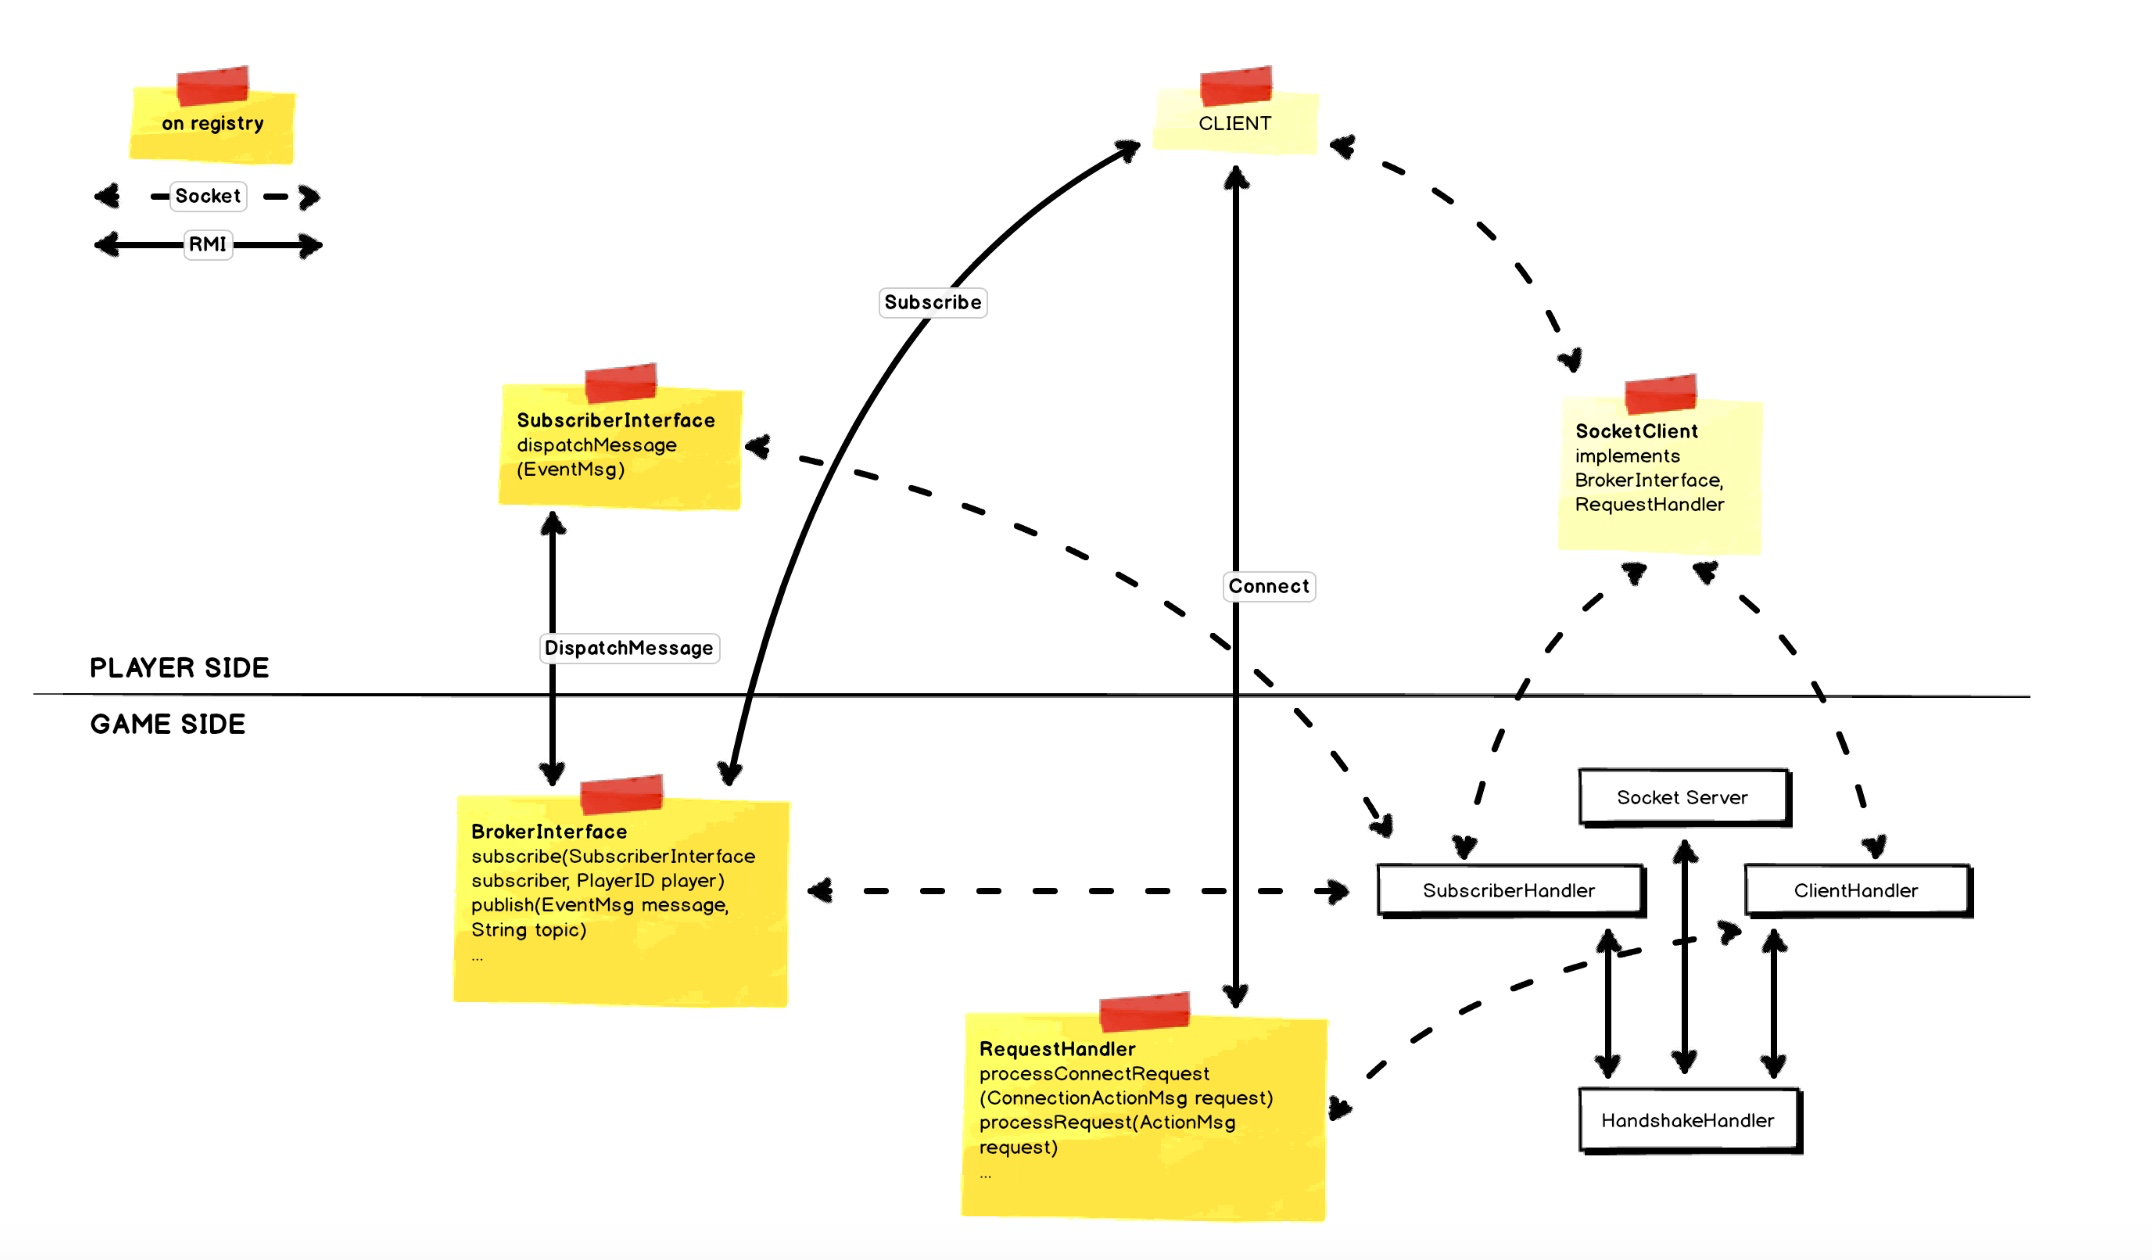 on registry
Socket
RMI
CLIENT
Subscribe
SubscriberInterface
dispatchMessage
(EventMsg)
SocketClient
implements
BrokerInterface,
RequestHandler
Connect
DispatchMessage
PLAYER SIDE
GAME SIDE
BrokerInterface
subscribe(SubscriberInterface
subscriber, PlayerID player)
publish(EventMsg message,
String topic)
...
Socket Server
SubscriberHandler
ClientHandler
RequestHandler
processConnectRequest
(ConnectionActionMsg request)
processRequest(ActionMsg
request)
...
HandshakeHandler